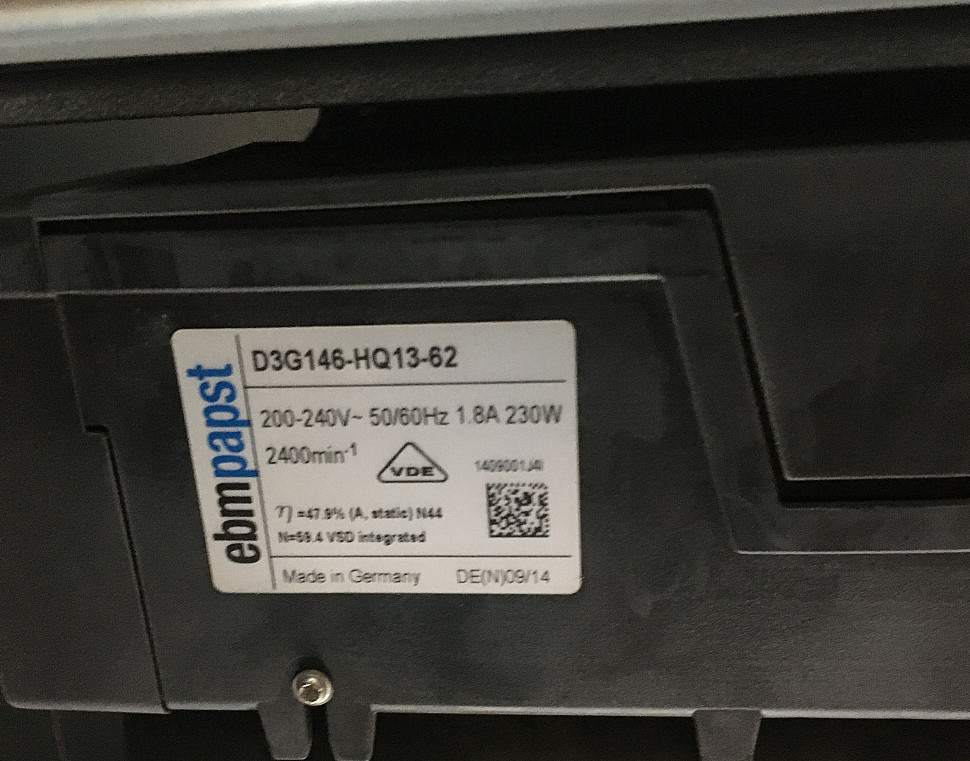 ebmpapst
D3G146-HQ13-62
200-240V~ 50/60Hz 1.8A 230W
2400min-1
VDE
1409001J4I
η =47.9% (A, static) N44
N=59.4 VSD integrated
Made in Germany DE(N)09/14